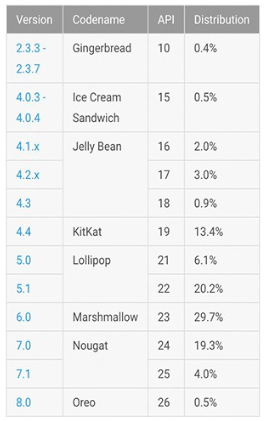 Version Codename API Distribution
2.3.3 - Gingerbread 10 0.4%
2.3.7
4.0.3 - Ice Cream 15 0.5%
4.0.4 Sandwich
4.1.x Jelly Bean 16 2.0%
4.2.x 17 3.0%
4.3 18 0.9%
4.4 KitKat 19 13.4%
5.0 Lollipop 21 6.1%
5.1 22 20.2%
6.0 Marshmallow 23 29.7%
7.0 Nougat 24 19.3%
7.1 25 4.0%
8.0 Oreo 26 0.5%